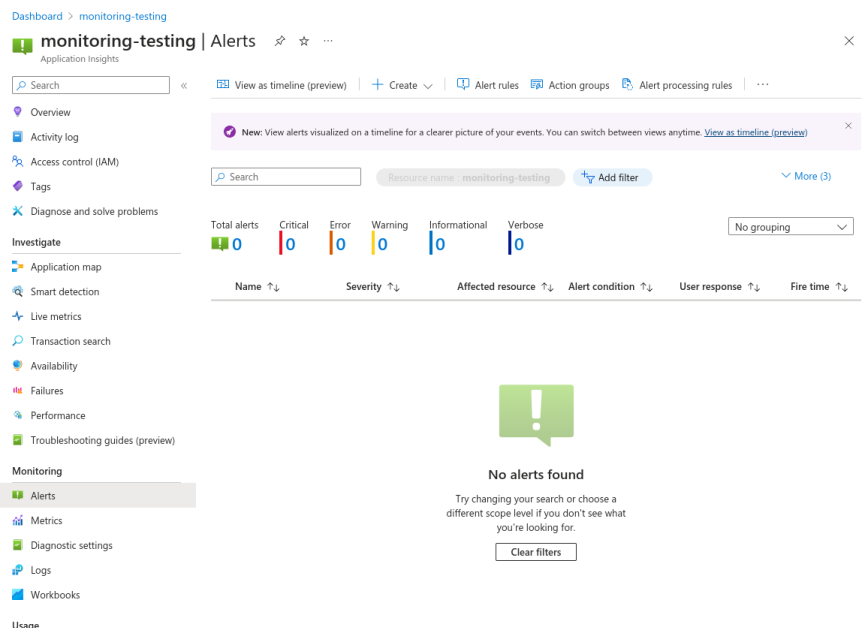 Dashboard > monitoring-testing
monitoring-testing | Alerts
Application Insights
Search
Overview
Activity log
Access control (IAM)
Tags
Diagnose and solve problems
Investigate
Application map
Smart detection
Live metrics
Transaction search
Availability
Failures
Performance
Troubleshooting guides (preview)
Monitoring
Alerts
Metrics
Diagnostic settings
Logs
Workbooks
Usage
View as timeline (preview) Create Alert rules Action groups Alert processing rules
New: View alerts visualized on a timeline for a clearer picture of your events. You can switch between views anytime. View as timeline (preview)
Search Resource name : monitoring-testing Add filter More (3)
Total alerts Critical Error Warning Informational Verbose
0 0 0 0 0 0
No grouping
Name Severity Affected resource Alert condition User response Fire time
No alerts found
Try changing your search or choose a
different scope level if you don't see what
you're looking for.
Clear filters